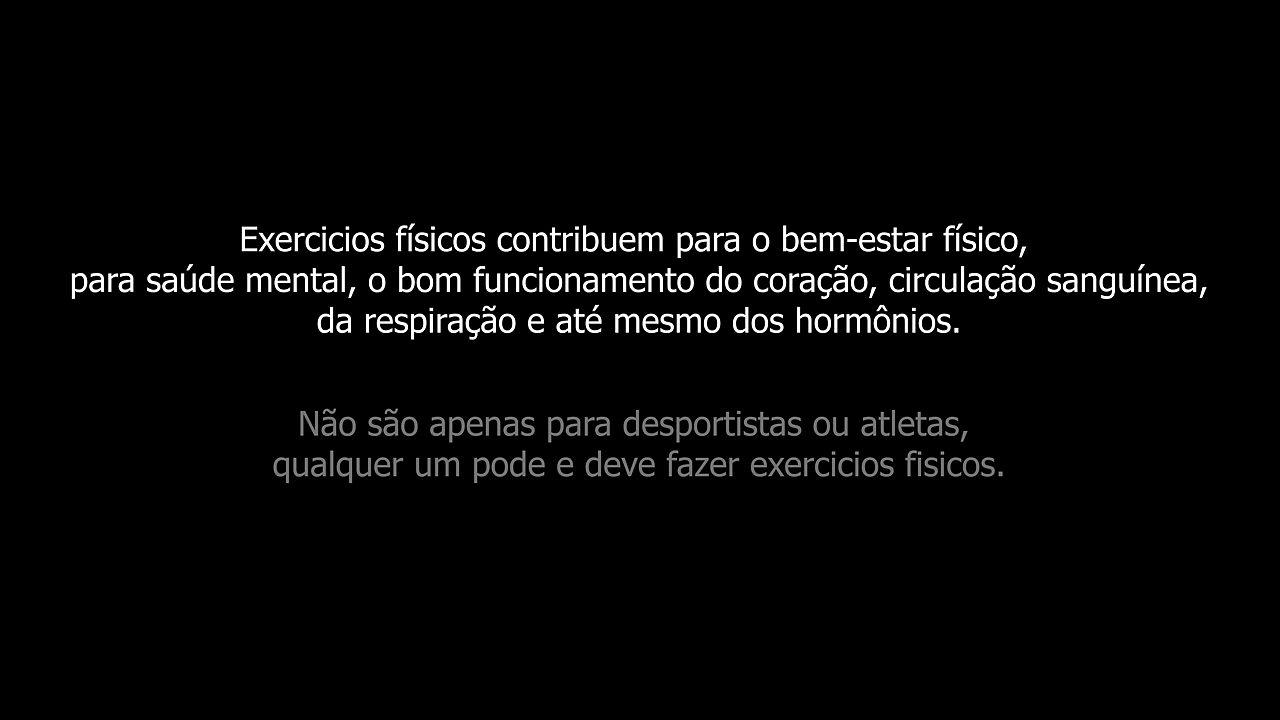 Exercicios físicos contribuem para o bem-estar físico,
para saúde mental, o bom funcionamento do coração, circulação sanguínea,
da respiração e até mesmo dos hormônios.
Não são apenas para desportistas ou atletas,
qualquer um pode e deve fazer exercicios fisicos.